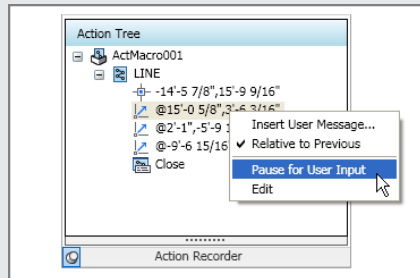 Action Tree
ActMacro001
LINE
-14'-5 7/8",15'-9 9/16"
@15'-0 5/8",3'-6 3/16"
@2'-1",-5'-9 1
@-9'-6 15/16"
Close
Insert User Message...
Relative to Previous
Pause for User Input
Edit
Action Recorder